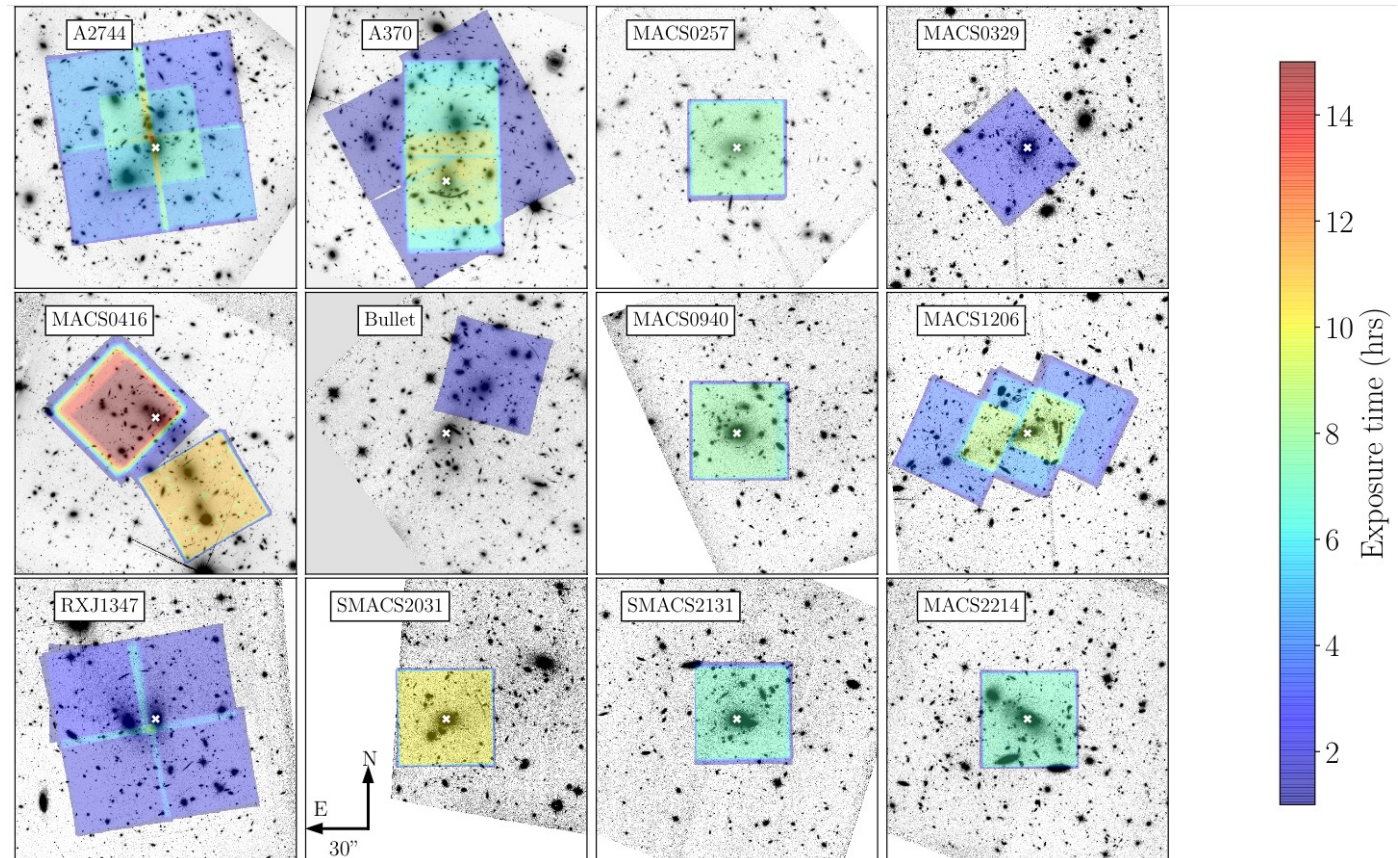 A2744
A370
MACS0257
MACS0329
MACS0416
Bullet
MACS0940
MACS1206
RXJ1347
SMACS2031
SMACS2131
MACS2214
N
E
30”
14
12
10
8
6
4
2
Exposure time (hrs)